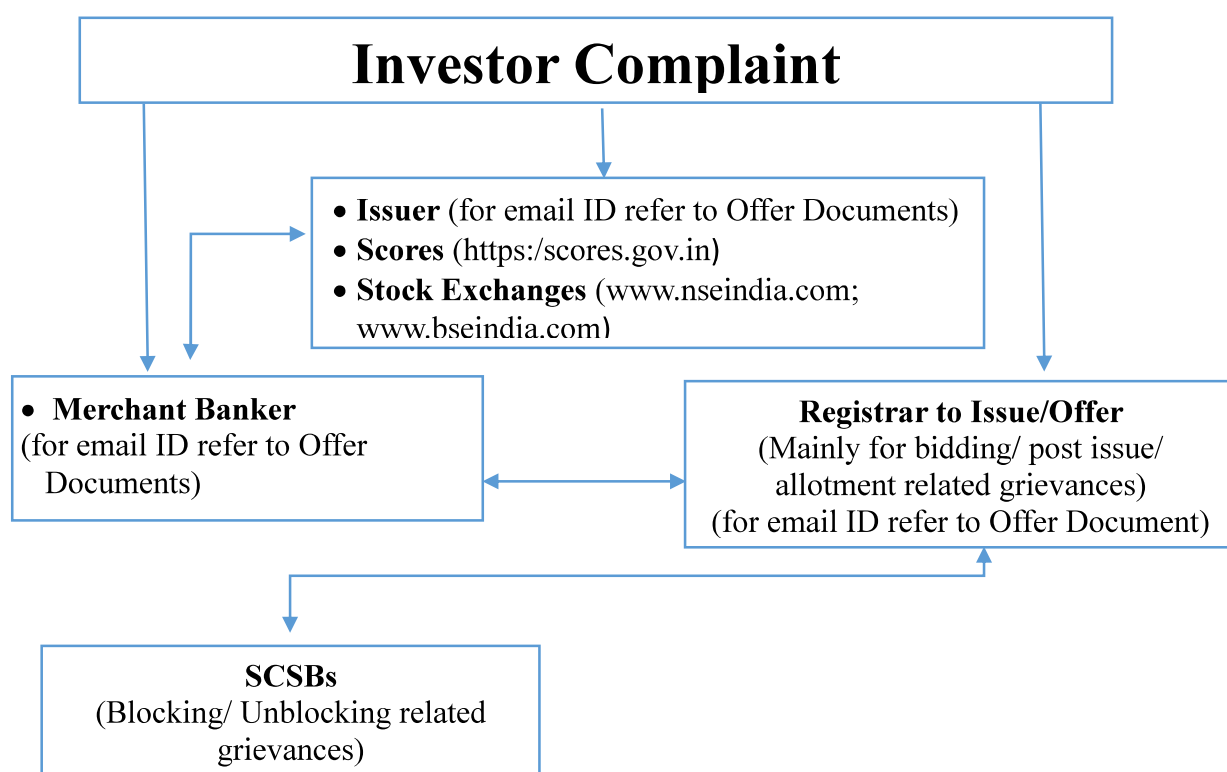 Investor Complaint
• Issuer (for email ID refer to Offer Documents)
• Scores (https:/scores.gov.in)
• Stock Exchanges (www.nseindia.com;
www.bseindia.com)
• Merchant Banker
(for email ID refer to Offer
Documents)
Registrar to Issue/Offer
(Mainly for bidding/ post issue/
allotment related grievances)
(for email ID refer to Offer Document)
SCSBs
(Blocking/ Unblocking related
grievances)